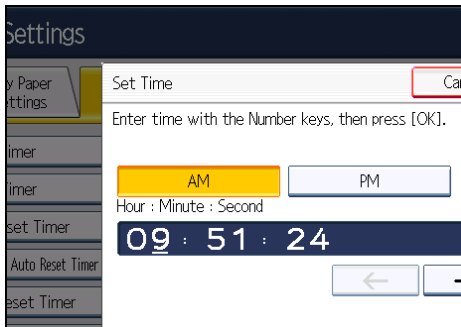 Settings
y Paper
ettings
Set Time
Ca
Enter time with the Number keys, then press [OK].
imer
AM
PM
imer
Hour : Minute : Second
set Timer
09 : 51 : 24
Auto Reset Timer
←
eset Timer